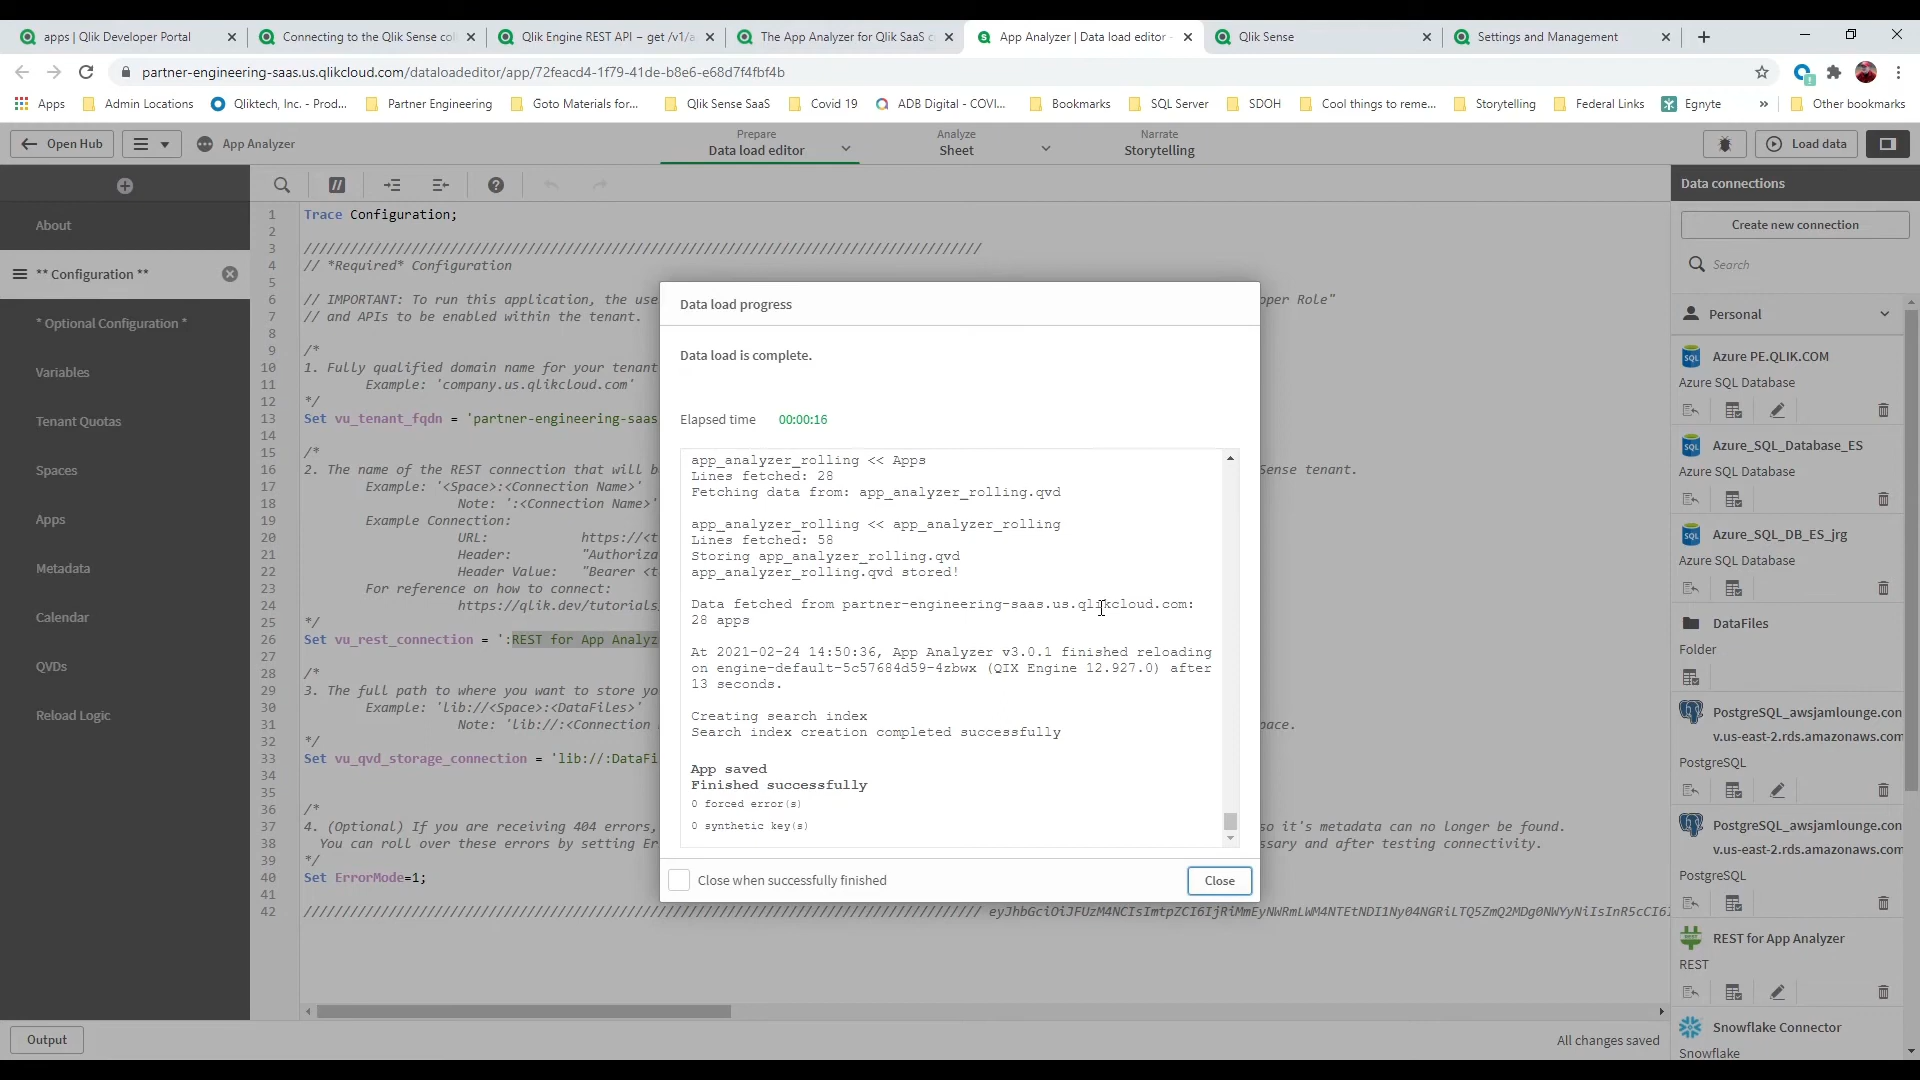 apps | Qlik Developer Portal
Connecting to the Qlik Sense col
Qlik Engine REST API – get /v1/a
The App Analyzer for Qlik SaaS c
App Analyzer | Data load editor -
Qlik Sense
Settings and Management
partner-engineering-saas.us.qlikcloud.com/dataloadeditor/app/72feacd4-1f79-41de-b8e6-e68d7f4fbf4b
Apps
Admin Locations
Qliktech, Inc. - Prod...
Partner Engineering
Goto Materials for...
Qlik Sense SaaS
Covid 19
ADB Digital - COVI...
Bookmarks
SQL Server
SDOH
Cool things to reme...
Storytelling
Federal Links
Egnyte
»
Other bookmarks
Open Hub
App Analyzer
Prepare
Data load editor
Analyze
Sheet
Narrate
Storytelling
Load data
About
** Configuration **
* Optional Configuration *
Variables
Tenant Quotas
Spaces
Apps
Metadata
Calendar
QVDs
Reload Logic
1 Trace Configuration;
2
3 ////////////////////////////////////////////////////////////////////////////////////////
4 // *Required* Configuration
5
6 // IMPORTANT: To run this application, the use
oper Role"
7 // and APIs to be enabled within the tenant.
8
9 /*
10 1. Fully qualified domain name for your tenant
11 Example: 'company.us.qlikcloud.com'
12 */
13 Set vu_tenant_fqdn = 'partner-engineering-saas
14
15 /*
16 2. The name of the REST connection that will b
Sense tenant.
17 Example: '<Space>:<Connection Name>'
18 Note: ':<Connection Name>'
19 Example Connection:
20 URL: https://<t
21 Header: "Authoriza
22 Header Value: "Bearer <t
23 For reference on how to connect:
24 https://qlik.dev/tutorials
25 */
26 Set vu_rest_connection = ':REST for App Analyz
27
28 /*
29 3. The full path to where you want to store yo
30 Example: 'lib://<Space>:<DataFiles>'
31 Note: 'lib://:<Connection
pace.
32 */
33 Set vu_qvd_storage_connection = 'lib://:DataFi
34
35
36 /*
37 4. (Optional) If you are receiving 404 errors,
so it's metadata can no longer be found.
38 You can roll over these errors by setting Er
ssary and after testing connectivity.
39 */
40 Set ErrorMode=1;
41
42 //////////////////////////////////////////////////////////////////////////////////////// 
Data load progress
Data load is complete.
Elapsed time 00:00:16
app_analyzer_rolling << Apps
Lines fetched: 28
Fetching data from: app_analyzer_rolling.qvd
app_analyzer_rolling << app_analyzer_rolling
Lines fetched: 58
Storing app_analyzer_rolling.qvd
app_analyzer_rolling.qvd stored!
Data fetched from partner-engineering-saas.us.qlikcloud.com:
28 apps
At 2021-02-24 14:50:36, App Analyzer v3.0.1 finished reloading
on engine-default-5c57684d59-4zbwx (QIX Engine 12.927.0) after
13 seconds.
Creating search index
Search index creation completed successfully
App saved
Finished successfully
0 forced error(s)
0 synthetic key(s)
Close when successfully finished
Close
Data connections
Create new connection
Search
Personal
Azure PE.QLIK.COM
Azure SQL Database
Azure_SQL_Database_ES
Azure SQL Database
Azure_SQL_DB_ES_jrg
Azure SQL Database
DataFiles
Folder
PostgreSQL_awsjamlounge.con
v.us-east-2.rds.amazonaws.com
PostgreSQL
PostgreSQL_awsjamlounge.con
v.us-east-2.rds.amazonaws.com
PostgreSQL
REST for App Analyzer
REST
Snowflake Connector
Snowflake
Output
All changes saved